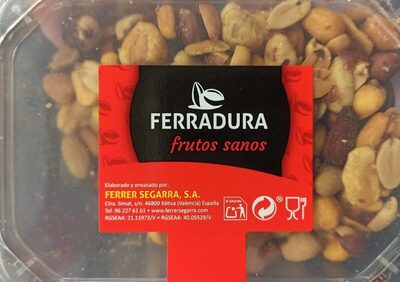 FERRADURA
frutos sanos
Elaborado y envasado por:
FERRER SEGARRA, S.A.
Ctra. Simat, s/n. 46800 Xàtiva (Valencia) España
Tel. 96 227 61 61 • www.ferrersegarra.com
RGSEAA: 21.11973/V • RGSEAA: 40.05529/V